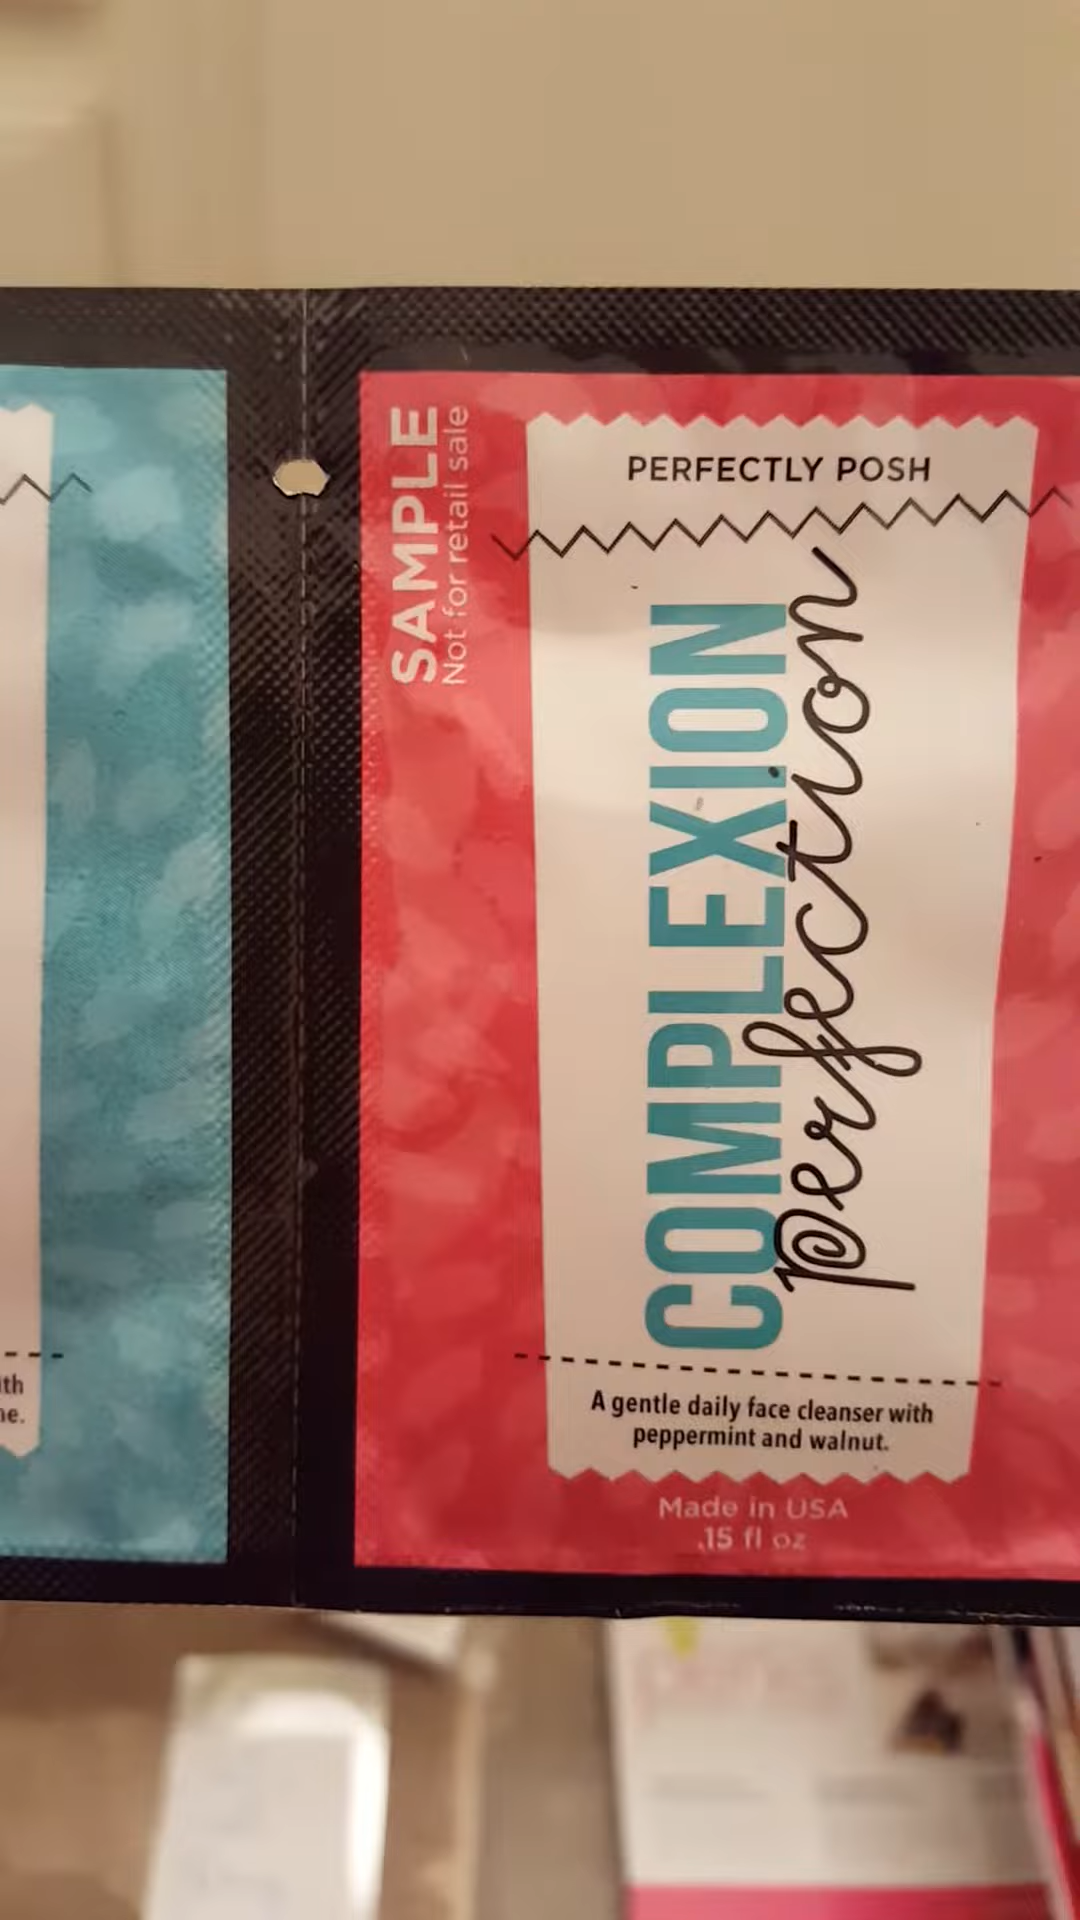 SAMPLE
Not for retail sale
PERFECTLY POSH
COMPLEXION
perfection
A gentle daily face cleanser with
peppermint and walnut.
Made in USA
.15 fl oz